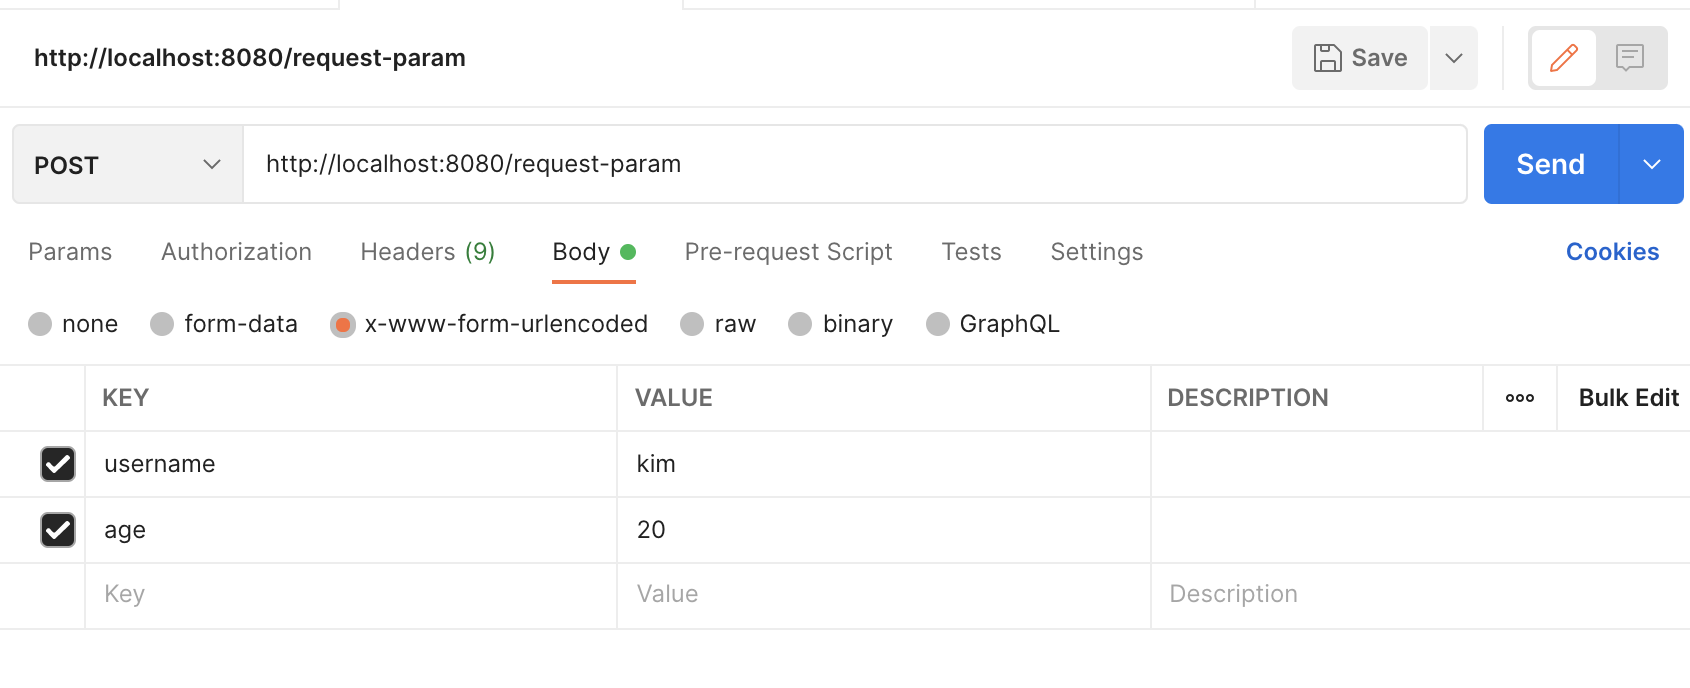 http://localhost:8080/request-param
Save
POST
http://localhost:8080/request-param
Send
Params Authorization Headers (9) Body Pre-request Script Tests Settings Cookies
none form-data x-www-form-urlencoded raw binary GraphQL
KEY VALUE DESCRIPTION Bulk Edit
username kim
age 20
Key Value Description